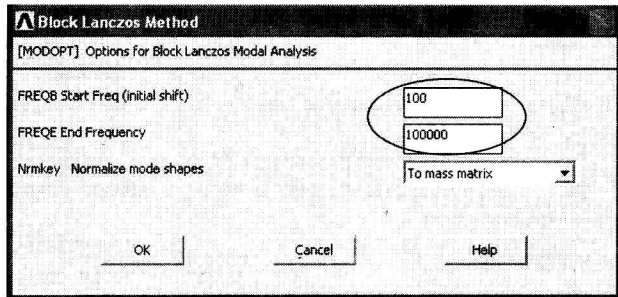 Block Lanczos Method
[MODOPT] Options for Block Lanczos Modal Analysis
FREQB Start Freq (initial shift) 100
FREQE End Frequency 100000
Nrmkey Normalize mode shapes To mass matrix
OK Cancel Help